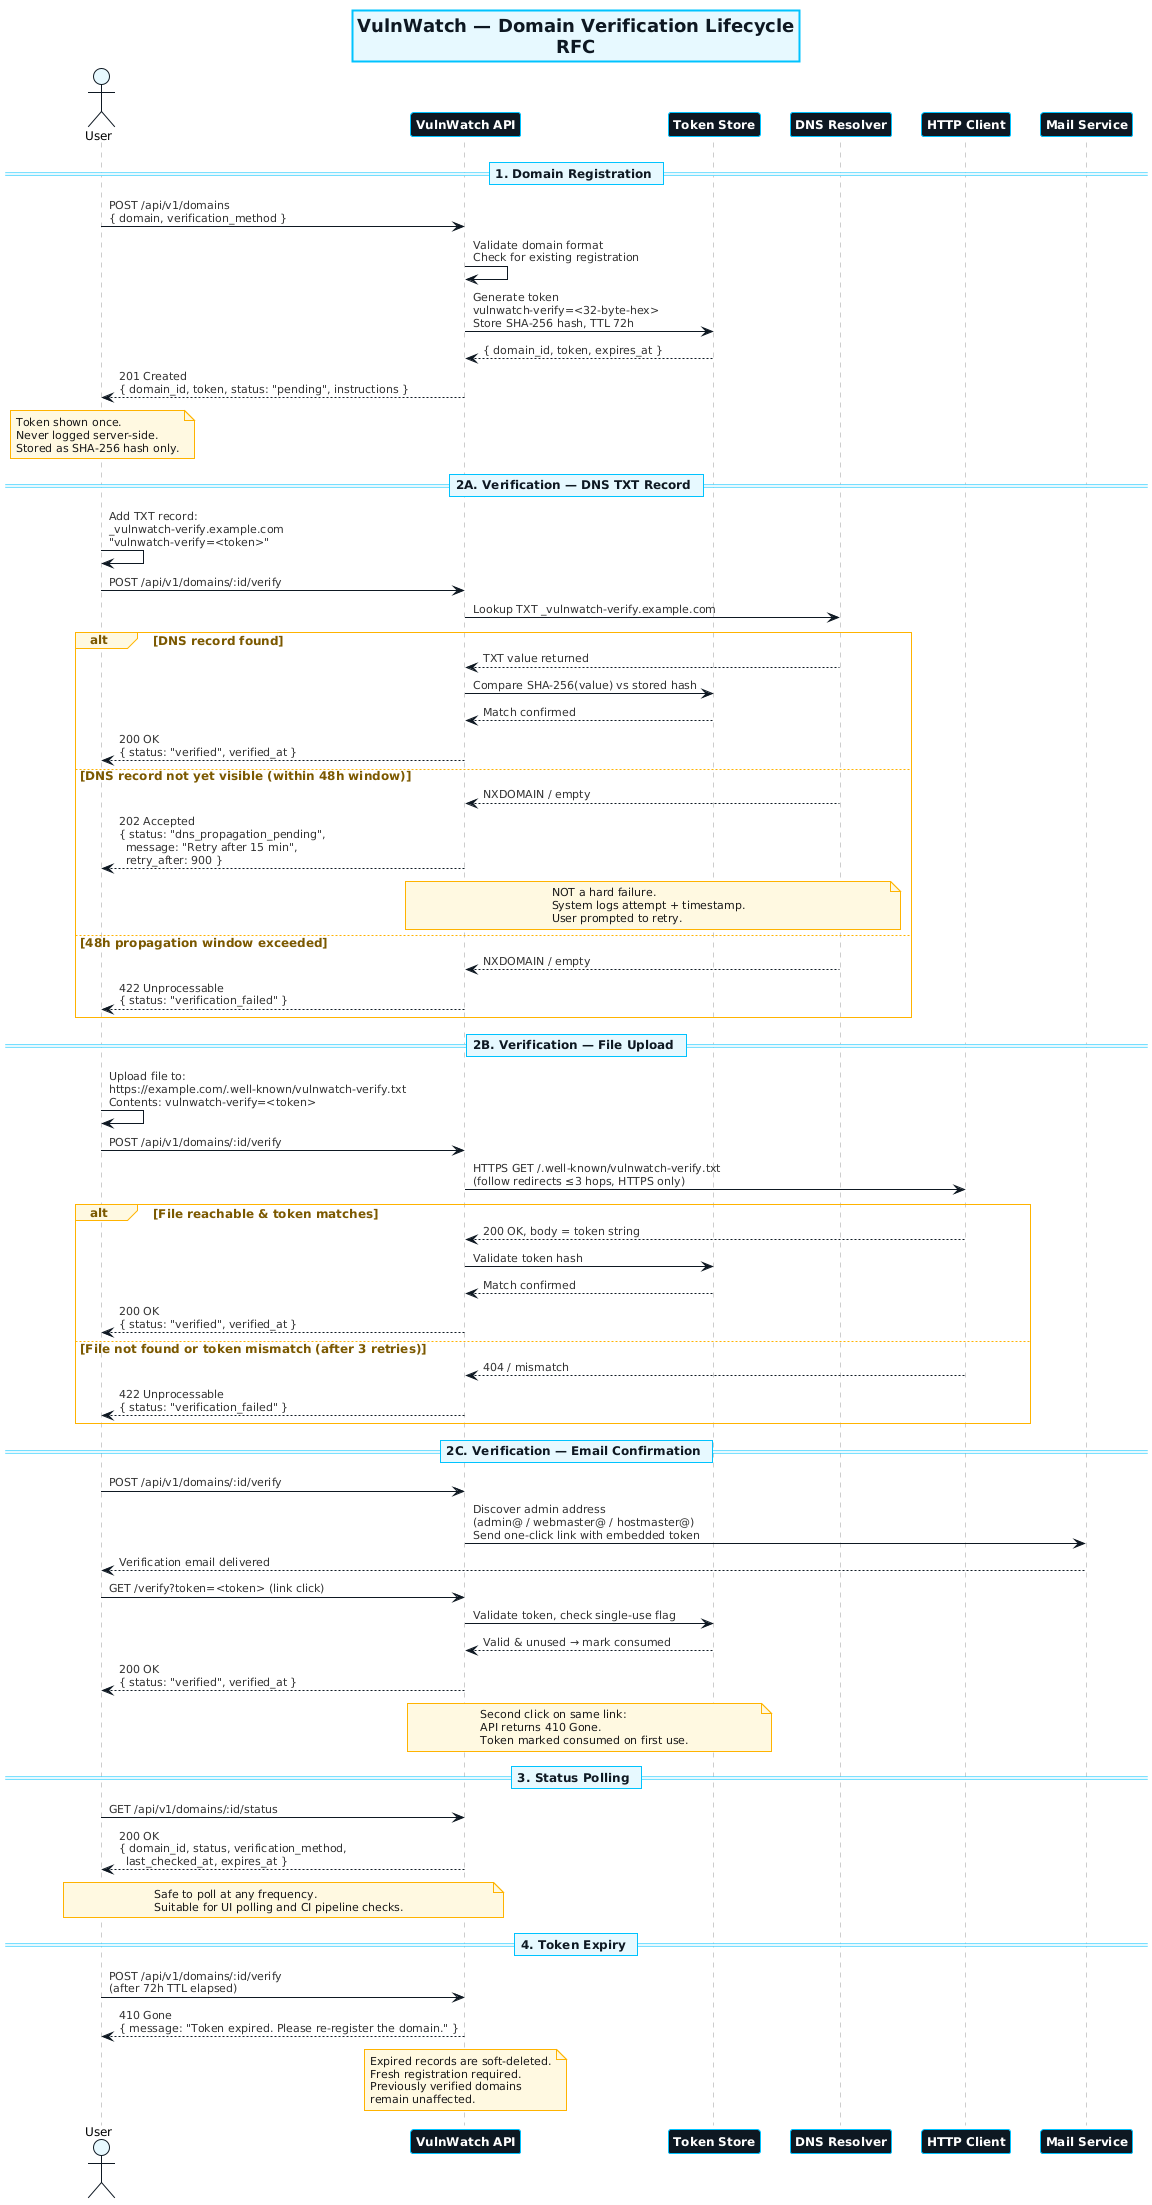 VulnWatch — Domain Verification Lifecycle
RFC
User
VulnWatch API
Token Store
DNS Resolver
HTTP Client
Mail Service
1. Domain Registration
POST /api/v1/domains
{ domain, verification_method }
Validate domain format
Check for existing registration
Generate token
vulnwatch-verify=<32-byte-hex>
Store SHA-256 hash, TTL 72h
{ domain_id, token, expires_at }
201 Created
{ domain_id, token, status: "pending", instructions }
Token shown once.
Never logged server-side.
Stored as SHA-256 hash only.
2A. Verification — DNS TXT Record
Add TXT record:
_vulnwatch-verify.example.com
"vulnwatch-verify=<token>"
POST /api/v1/domains/:id/verify
Lookup TXT _vulnwatch-verify.example.com
alt
[DNS record found]
TXT value returned
Compare SHA-256(value) vs stored hash
Match confirmed
200 OK
{ status: "verified", verified_at }
[DNS record not yet visible (within 48h window)]
NXDOMAIN / empty
202 Accepted
{ status: "dns_propagation_pending",
message: "Retry after 15 min",
retry_after: 900 }
NOT a hard failure.
System logs attempt + timestamp.
User prompted to retry.
[48h propagation window exceeded]
NXDOMAIN / empty
422 Unprocessable
{ status: "verification_failed" }
2B. Verification — File Upload
Upload file to:
https://example.com/.well-known/vulnwatch-verify.txt
Contents: vulnwatch-verify=<token>
POST /api/v1/domains/:id/verify
HTTPS GET /.well-known/vulnwatch-verify.txt
(follow redirects ≤3 hops, HTTPS only)
alt
[File reachable & token matches]
200 OK, body = token string
Validate token hash
Match confirmed
200 OK
{ status: "verified", verified_at }
[File not found or token mismatch (after 3 retries)]
404 / mismatch
422 Unprocessable
{ status: "verification_failed" }
2C. Verification — Email Confirmation
POST /api/v1/domains/:id/verify
Discover admin address
(admin@ / webmaster@ / hostmaster@)
Send one-click link with embedded token
Verification email delivered
GET /verify?token=<token> (link click)
Validate token, check single-use flag
Valid & unused → mark consumed
200 OK
{ status: "verified", verified_at }
Second click on same link:
API returns 410 Gone.
Token marked consumed on first use.
3. Status Polling
GET /api/v1/domains/:id/status
200 OK
{ domain_id, status, verification_method,
last_checked_at, expires_at }
Safe to poll at any frequency.
Suitable for UI polling and CI pipeline checks.
4. Token Expiry
POST /api/v1/domains/:id/verify
(after 72h TTL elapsed)
410 Gone
{ message: "Token expired. Please re-register the domain." }
Expired records are soft-deleted.
Fresh registration required.
Previously verified domains
remain unaffected.
User
VulnWatch API
Token Store
DNS Resolver
HTTP Client
Mail Service